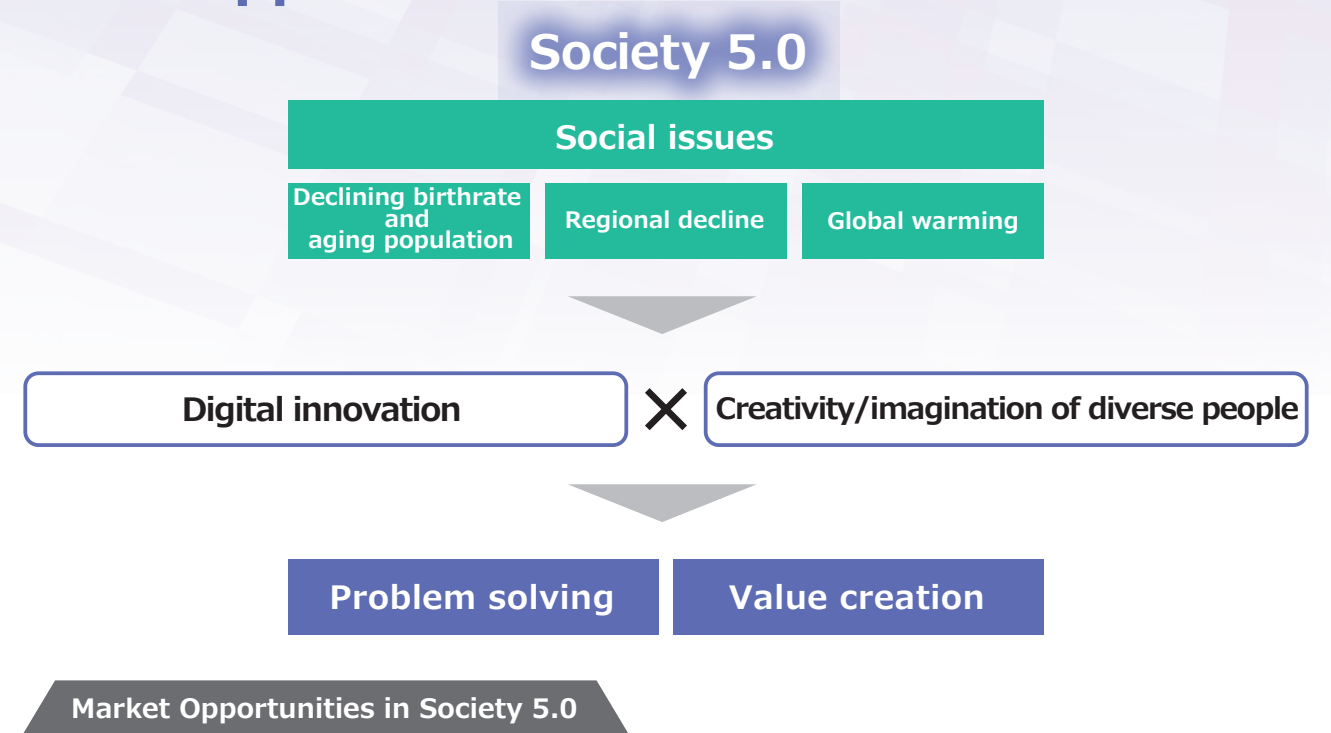 Society 5.0
Social issues
Declining birthrate
and
aging population
Regional decline
Global warming
Digital innovation
×
Creativity/imagination of diverse people
Problem solving
Value creation
Market Opportunities in Society 5.0